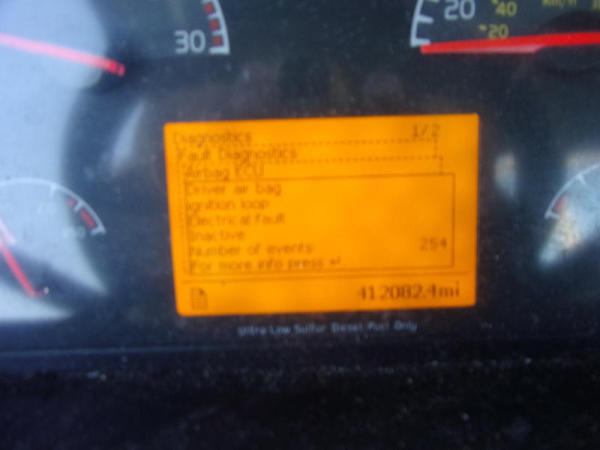 30
20
40
20
km/h
Diagnostics 1/2
Fault Diagnostics
Airbag ECU
Driver air bag
Ignition loop
Electrical fault
Inactive
Number of events 254
For more info press ↵
412082.4mi
Ultra Low Sulfur Diesel Fuel Only